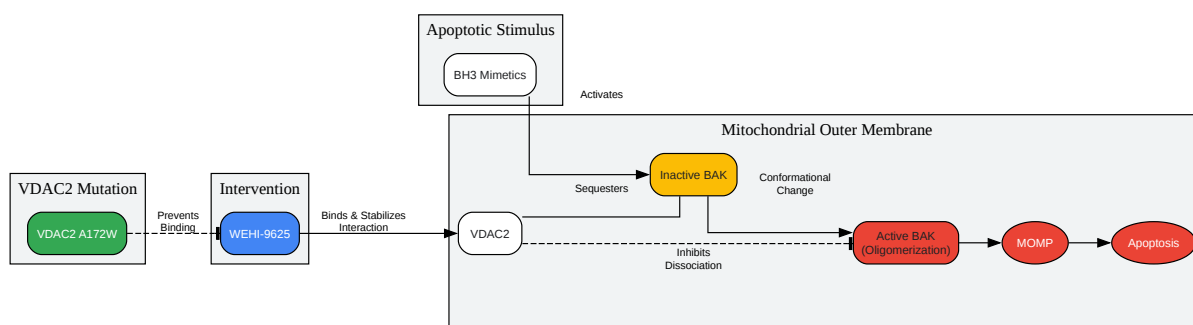 Apoptotic Stimulus
BH3 Mimetics
Activates
Mitochondrial Outer Membrane
VDAC2 Mutation
Intervention
Inactive BAK
Sequesters
Conformational
Change
VDAC2 A172W
Prevents
Binding
WEHI-9625
Binds & Stabilizes
Interaction
VDAC2
Inhibits
Dissociation
Active BAK
(Oligomerization)
MOMP
Apoptosis